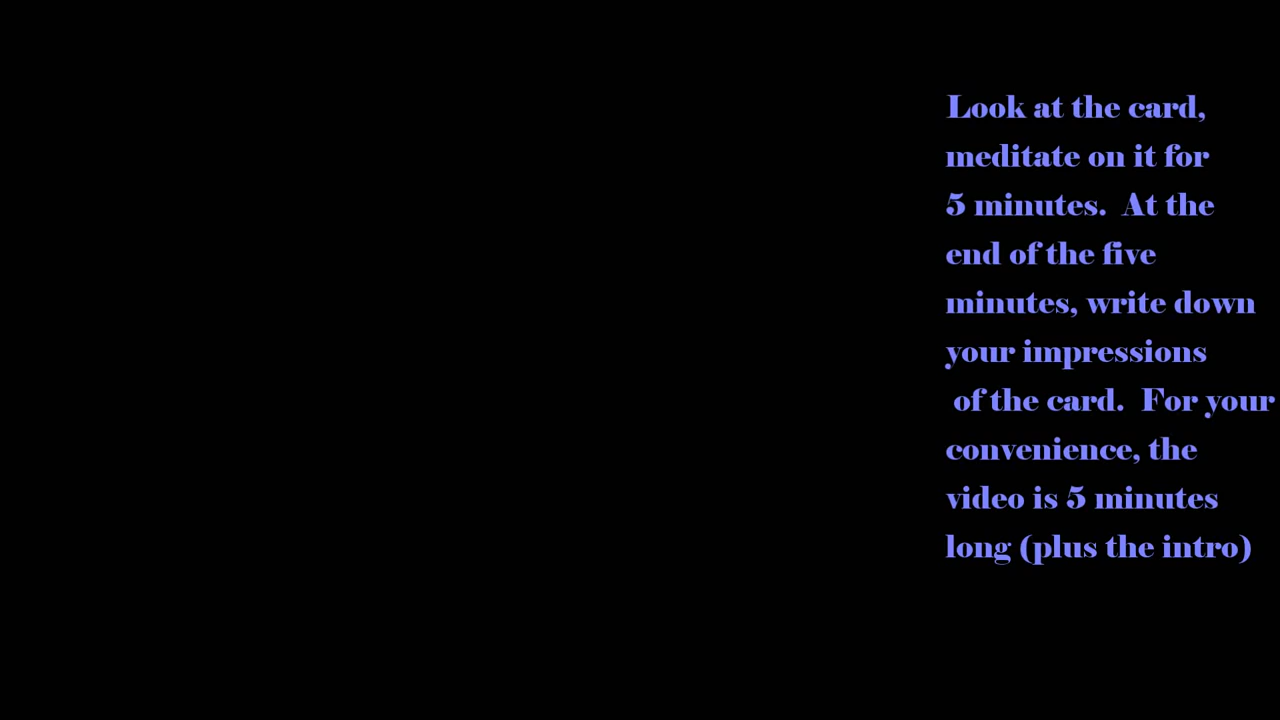 Look at the card,
meditate on it for
5 minutes.  At the
end of the five
minutes, write down
your impressions
of the card.  For your
convenience, the
video is 5 minutes
long (plus the intro)